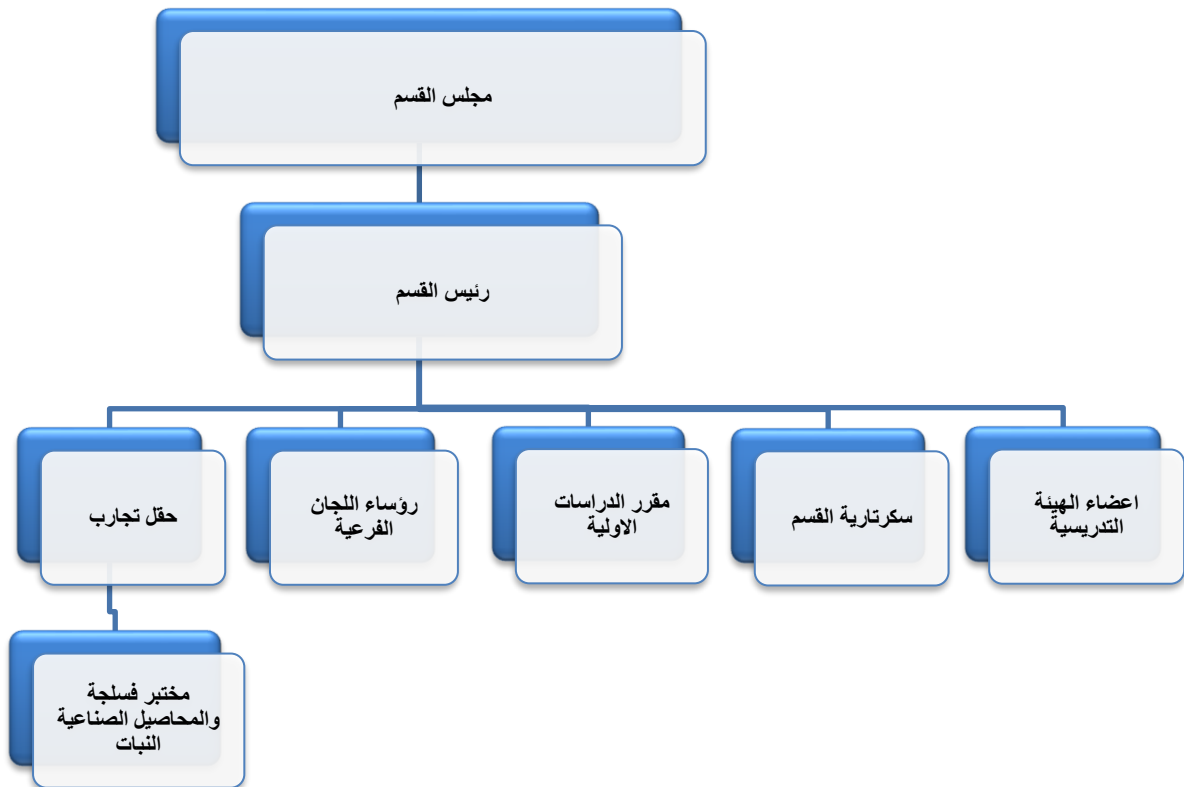 مجلس القسم
رئيس القسم
اعضاء الهيئة
التدريسية
سكرتارية القسم
مقرر الدراسات
الاولية
رؤساء اللجان
الفرعية
حقل تجارب
مختبر فسلجة
والمحاصيل الصناعية
النبات